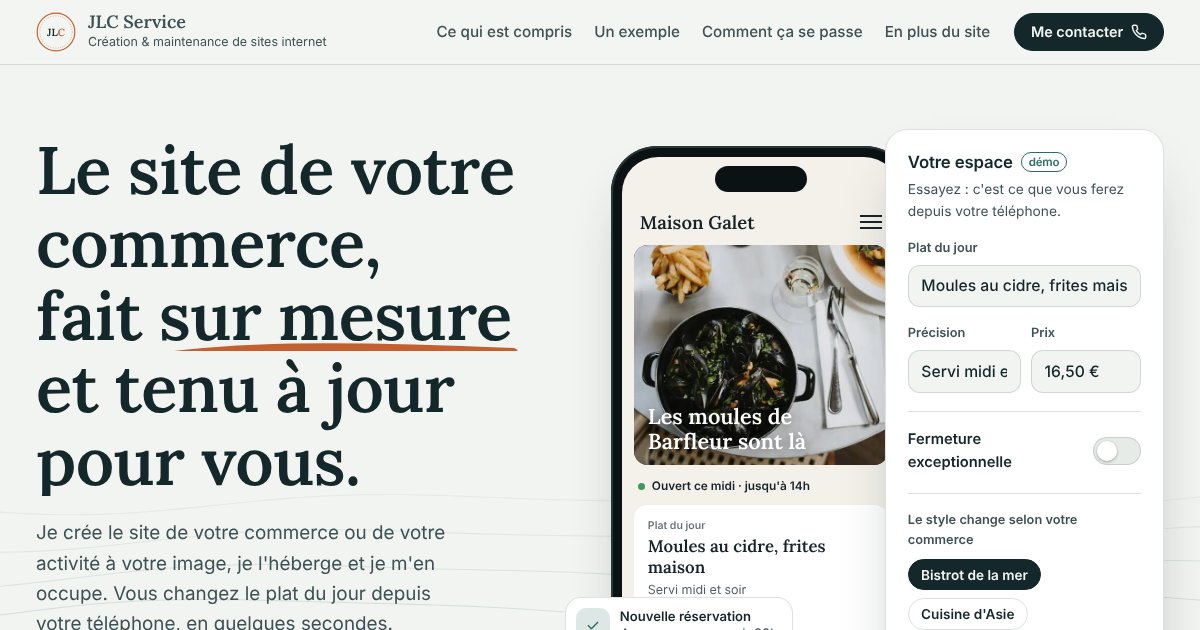 JLC
JLC Service
Création & maintenance de sites internet
Ce qui est compris
Un exemple
Comment ça se passe
En plus du site
Me contacter
Le site de votre
commerce,
fait sur mesure
et tenu à jour
pour vous.
Je crée le site de votre commerce ou de votre
activité à votre image, je l'héberge et je m'en
occupe. Vous changez le plat du jour depuis
votre téléphone, en quelques secondes.
Maison Galet
Les moules de
Barfleur sont là
Ouvert ce midi · jusqu'à 14h
Plat du jour
Moules au cidre, frites
maison
Servi midi et soir
Nouvelle réservation
Votre espace
démo
Essayez : c'est ce que vous ferez
depuis votre téléphone.
Plat du jour
Moules au cidre, frites mais
Précision
Prix
Servi midi e
16,50 €
Fermeture
exceptionnelle
Le style change selon votre
commerce
Bistrot de la mer
Cuisine d'Asie